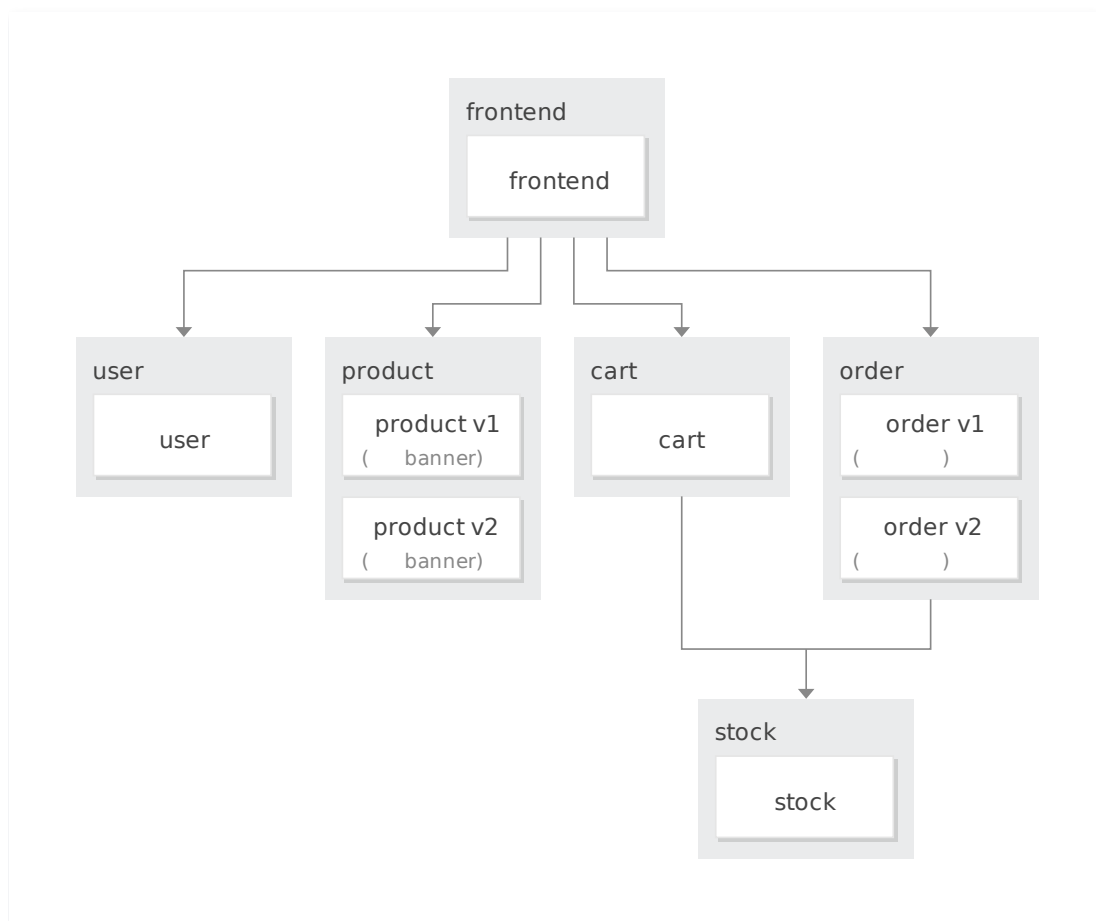 frontend
frontend
user
user
product
product v1
( banner)
product v2
( banner)
cart
cart
order
order v1
( )
order v2
( )
stock
stock